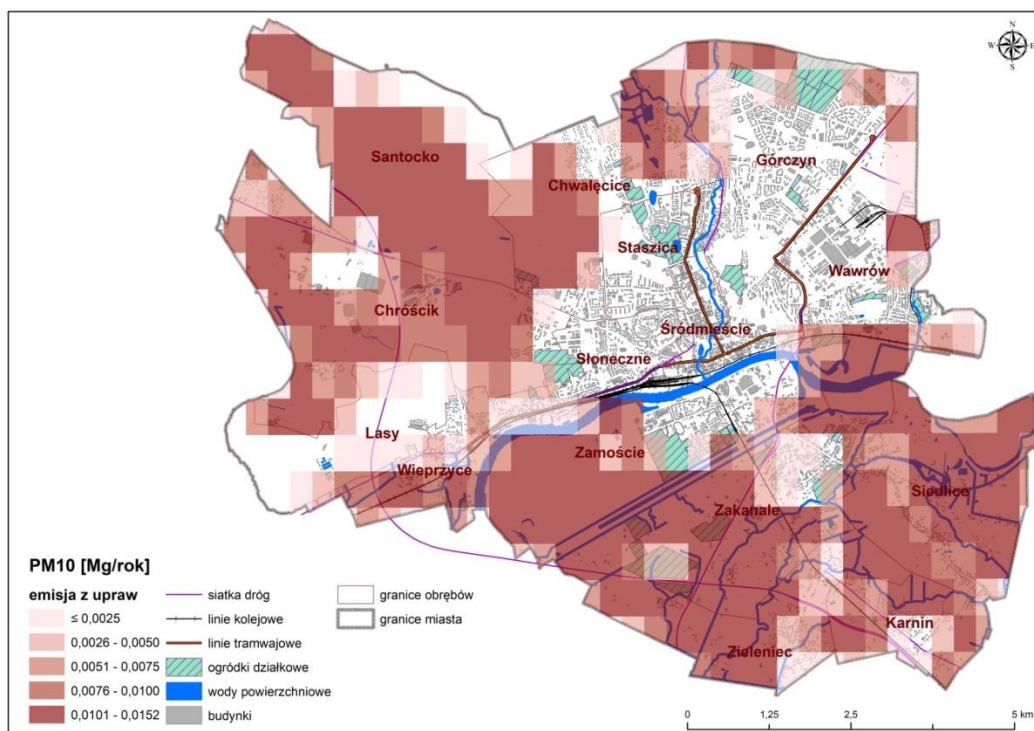 N
W E
S
Santocko
Górczyn
Chwalęcice
Staszica
Wawrów
Chróścik
Śródmieście
Słoneczne
Lasy
Zamoście
Wieprzyce
Siedlice
Zakanale
Karnin
Zieleniec
PM10 [Mg/rok]
emisja z upraw
≤ 0,0025
0,0026 - 0,0050
0,0051 - 0,0075
0,0076 - 0,0100
0,0101 - 0,0152
siatka dróg
linie kolejowe
linie tramwajowe
ogródki działkowe
wody powierzchniowe
budynki
granice obrębów
granice miasta
0 1,25 2,5 5 km